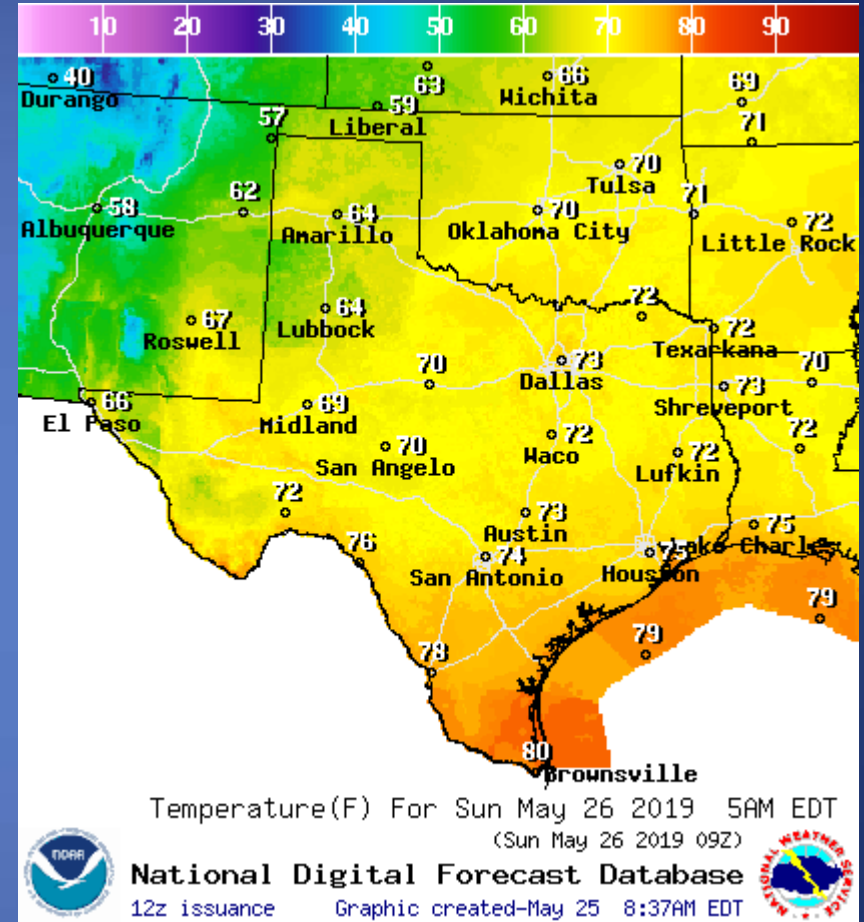 10 20 30 40 50 60 70 80 90
40
Durango
63
66
Wichita
69
59
Liberal
57
71
70
Tulsa
58
Albuquerque
62
64
Amarillo
70
Oklahoma City
71
72
Little Rock
67
Roswell
64
Lubbock
72
72
Texarkana
73
Dallas
70
70
73
Shreveport
66
El Paso
69
Midland
70
San Angelo
72
Waco
72
Lufkin
72
72
73
Austin
75
Lake Charles
76
74
San Antonio
75
Houston
79
79
78
80
Brownsville
Temperature(F) For Sun May 26 2019 5AM EDT
(Sun May 26 2019 09Z)
National Digital Forecast Database
12z issuance Graphic created-May 25 8:37AM EDT
NOAA
NATIONAL WEATHER SERVICE